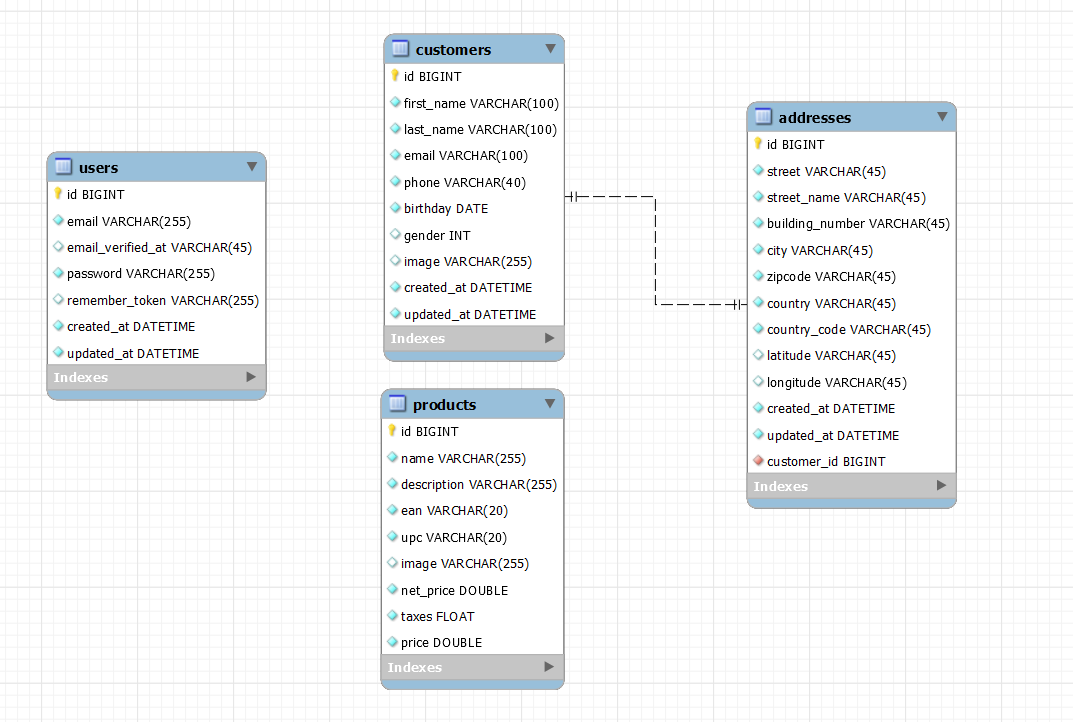 users
id BIGINT
email VARCHAR(255)
email_verified_at VARCHAR(45)
password VARCHAR(255)
remember_token VARCHAR(255)
created_at DATETIME
updated_at DATETIME
Indexes
customers
id BIGINT
first_name VARCHAR(100)
last_name VARCHAR(100)
email VARCHAR(100)
phone VARCHAR(40)
birthday DATE
gender INT
image VARCHAR(255)
created_at DATETIME
updated_at DATETIME
Indexes
products
id BIGINT
name VARCHAR(255)
description VARCHAR(255)
ean VARCHAR(20)
upc VARCHAR(20)
image VARCHAR(255)
net_price DOUBLE
taxes FLOAT
price DOUBLE
Indexes
addresses
id BIGINT
street VARCHAR(45)
street_name VARCHAR(45)
building_number VARCHAR(45)
city VARCHAR(45)
zipcode VARCHAR(45)
country VARCHAR(45)
country_code VARCHAR(45)
latitude VARCHAR(45)
longitude VARCHAR(45)
created_at DATETIME
updated_at DATETIME
customer_id BIGINT
Indexes